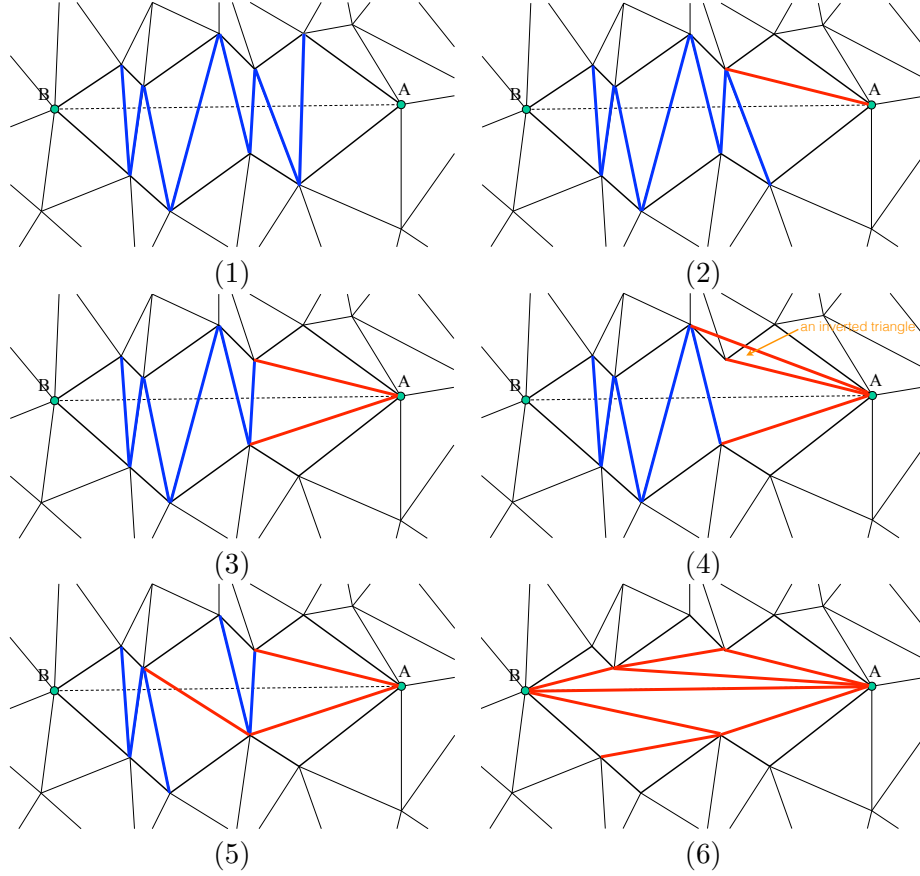 B A
B A
(1) (2)
B A
an inverted triangle
B A
(3) (4)
B A
B A
(5) (6)